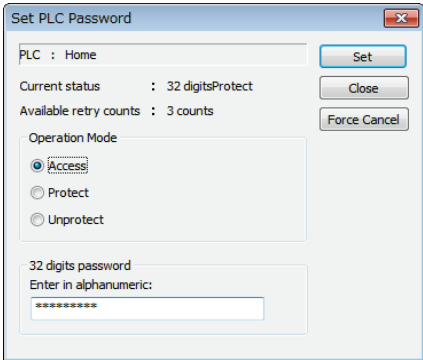 Set PLC Password
PLC : Home
Set
Current status : 32 digitsProtect
Close
Available retry counts : 3 counts
Force Cancel
Operation Mode
Access
Protect
Unprotect
32 digits password
Enter in alphanumeric:
*********